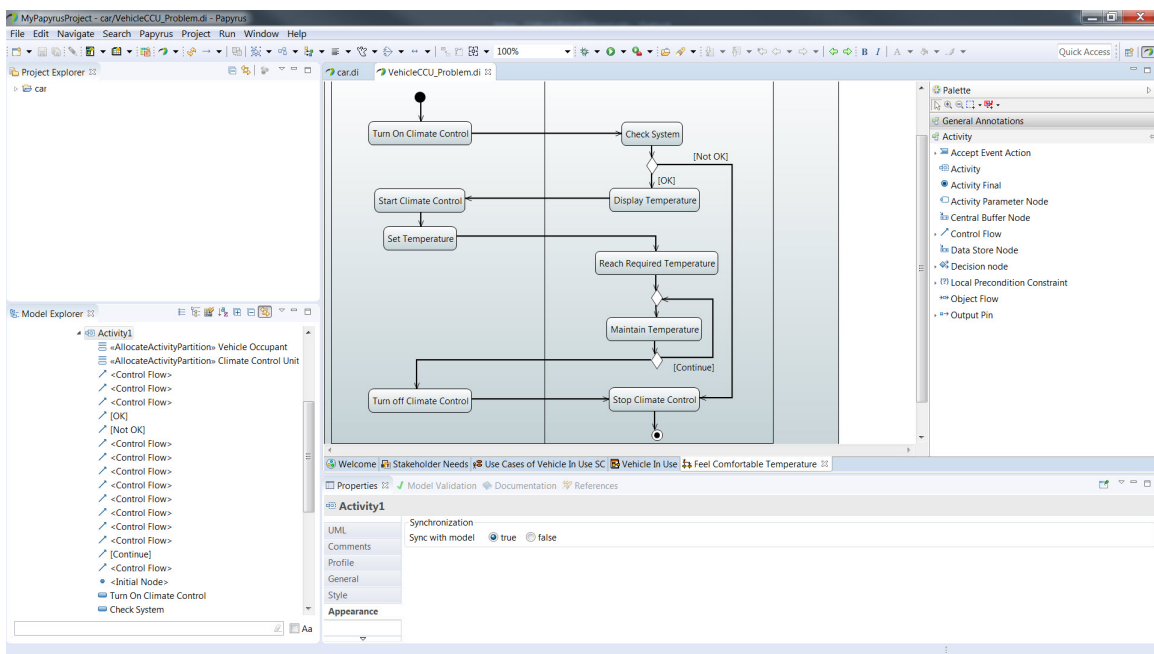 MyPapyrusProject - car/VehicleCCU_Problem.di - Papyrus
File Edit Navigate Search Papyrus Project Run Window Help
100%
B I A
Quick Access
Project Explorer
car
Model Explorer
Activity1
«AllocateActivityPartition» Vehicle Occupant
«AllocateActivityPartition» Climate Control Unit
<Control Flow>
<Control Flow>
<Control Flow>
[OK]
[Not OK]
<Control Flow>
<Control Flow>
<Control Flow>
<Control Flow>
<Control Flow>
<Control Flow>
<Control Flow>
<Control Flow>
[Continue]
<Control Flow>
<Initial Node>
Turn On Climate Control
Check System
Aa
car.di
VehicleCCU_Problem.di
Turn On Climate Control
Check System
[Not OK]
[OK]
Start Climate Control
Display Temperature
Set Temperature
Reach Required Temperature
Maintain Temperature
[Continue]
Turn off Climate Control
Stop Climate Control
Palette
General Annotations
Activity
Accept Event Action
Activity
Activity Final
Activity Parameter Node
Central Buffer Node
Control Flow
Data Store Node
Decision node
Local Precondition Constraint
Object Flow
Output Pin
Welcome
Stakeholder Needs
Use Cases of Vehicle In Use SC
Vehicle In Use
Feel Comfortable Temperature
Properties
Model Validation
Documentation
References
Activity1
UML
Comments
Profile
General
Style
Appearance
Synchronization
Sync with model
true
false